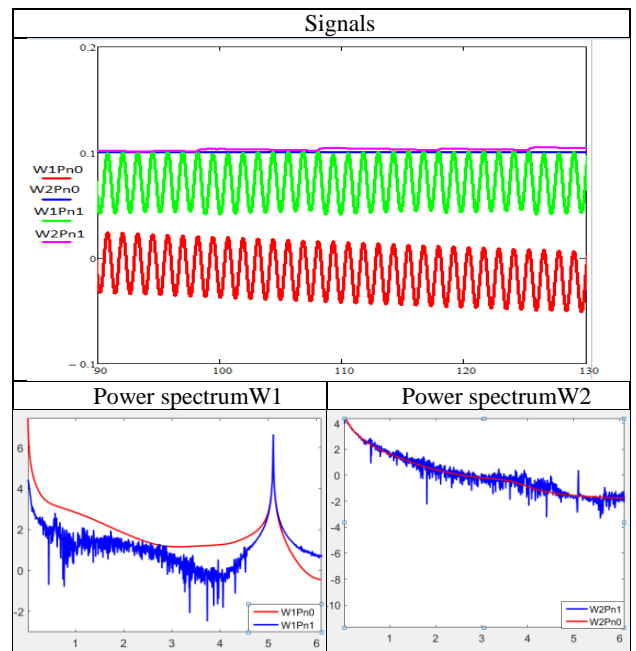 Signals
0.2
0.1
0
− 0.1
W1Pn0
W2Pn0
W1Pn1
W2Pn1
90 100 110 120 130
Power spectrumW1
Power spectrumW2
6
4
2
0
-2
1 2 3 4 5 6
W1Pn0
W1Pn1
4
2
0
-2
-4
-6
-8
-10
1 2 3 4 5 6
W2Pn1
W2Pn0